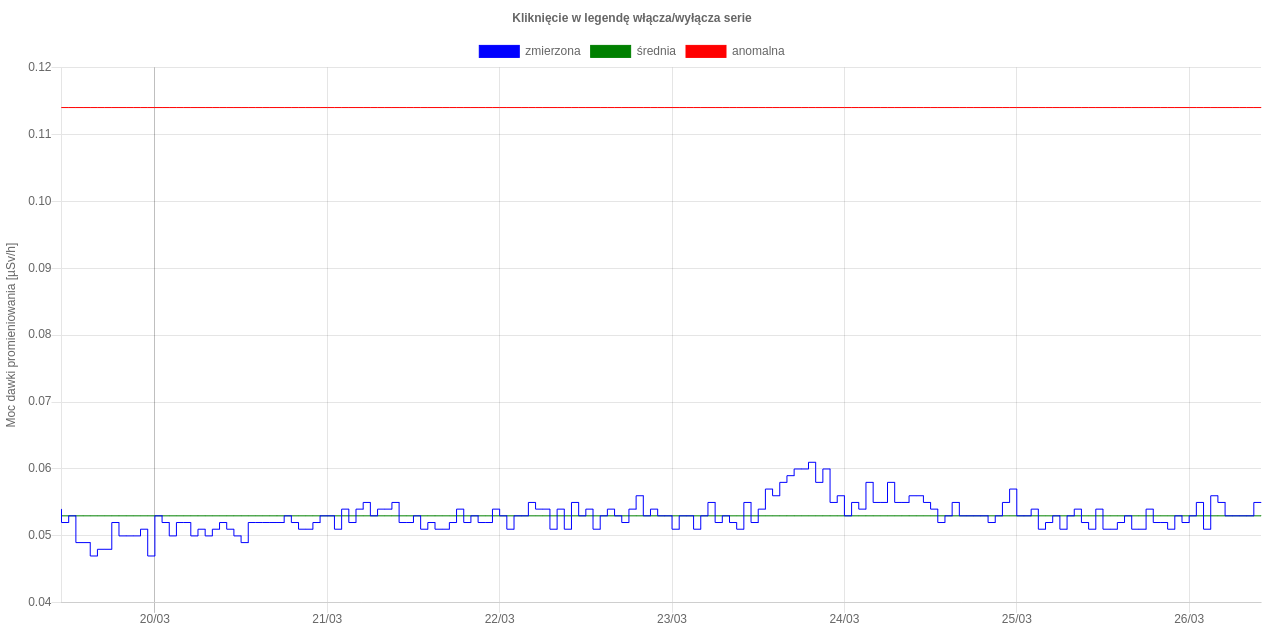 Kliknięcie w legendę włącza/wyłącza serie
zmierzona średnia anomalna
Moc dawki promieniowania [µSv/h]
0.12
0.11
0.10
0.09
0.08
0.07
0.06
0.05
0.04
20/03 21/03 22/03 23/03 24/03 25/03 26/03